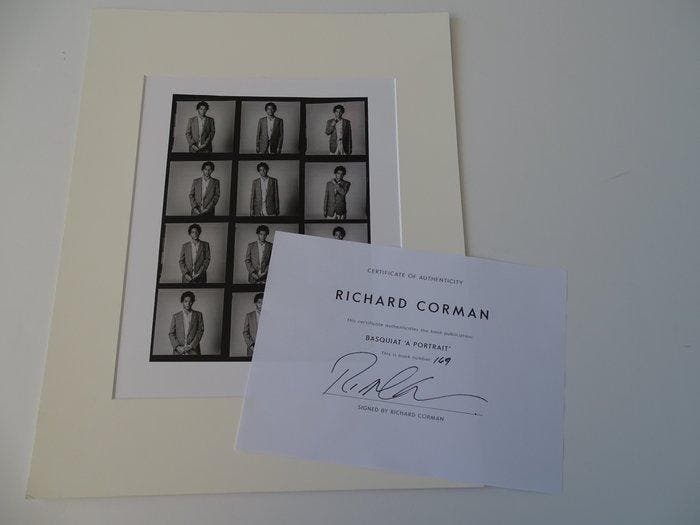 CERTIFICATE OF AUTHENTICITY
RICHARD CORMAN
This certificate authenticates the book publication:
BASQUIAT 'A PORTRAIT'
This is book number 169
SIGNED BY RICHARD CORMAN